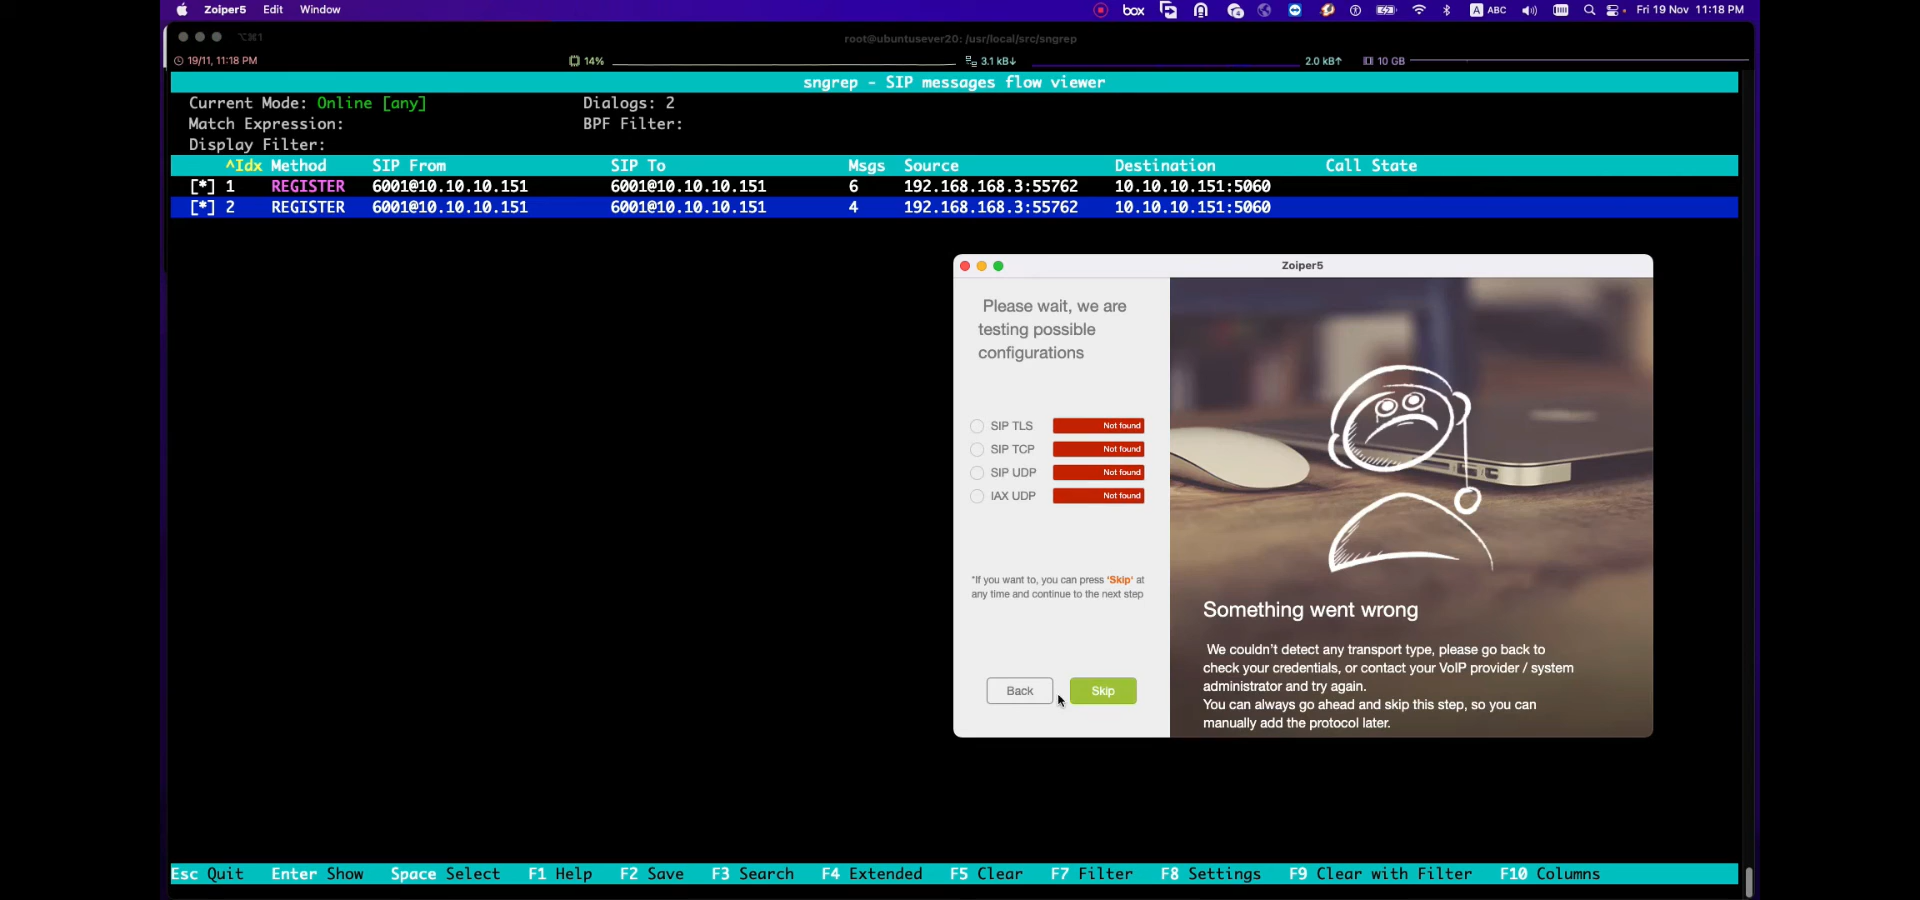 Zoiper5 Edit Window box ABC Fri 19 Nov 11:18 PM
⌥⌘1 root@ubuntusever20: /usr/local/src/sngrep
19/11, 11:18 PM 14% 3.1 kB↓ 2.0 kB↑ 10 GB
sngrep - SIP messages flow viewer
Current Mode: Online [any] Dialogs: 2
Match Expression: BPF Filter:
Display Filter:
^Idx Method SIP From SIP To Msgs Source Destination Call State
[*] 1 REGISTER 6001@10.10.10.151 6001@10.10.10.151 6 192.168.168.3:55762 10.10.10.151:5060
[*] 2 REGISTER 6001@10.10.10.151 6001@10.10.10.151 4 192.168.168.3:55762 10.10.10.151:5060
Zoiper5
Please wait, we are
testing possible
configurations
SIP TLS Not found
SIP TCP Not found
SIP UDP Not found
IAX UDP Not found
*If you want to, you can press 'Skip' at
any time and continue to the next step
Back Skip
Something went wrong
We couldn't detect any transport type, please go back to
check your credentials, or contact your VoIP provider / system
administrator and try again.
You can always go ahead and skip this step, so you can
manually add the protocol later.
Esc Quit Enter Show Space Select F1 Help F2 Save F3 Search F4 Extended F5 Clear F7 Filter F8 Settings F9 Clear with Filter F10 Columns